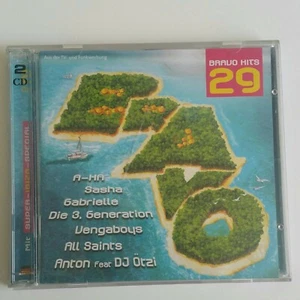 BRAVO HITS
29
2 CD
BRAVO
A-HA
Sasha
Gabrielle
Die 3. Generation
Vengaboys
All Saints
Anton feat DJ Ötzi
Mit